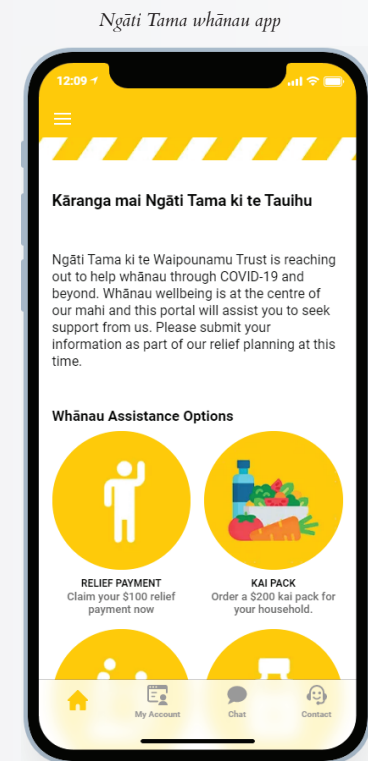 Ngāti Tama whānau app
12:09
Kāranga mai Ngāti Tama ki te Tauihu
Ngāti Tama ki te Waipounamu Trust is reaching
out to help whānau through COVID-19 and
beyond. Whānau wellbeing is at the centre of
our mahi and this portal will assist you to seek
support from us. Please submit your
information as part of our relief planning at this
time.
Whānau Assistance Options
RELIEF PAYMENT
Claim your $100 relief
payment now
KAI PACK
Order a $200 kai pack for
your household.
My Account
Chat
Contact